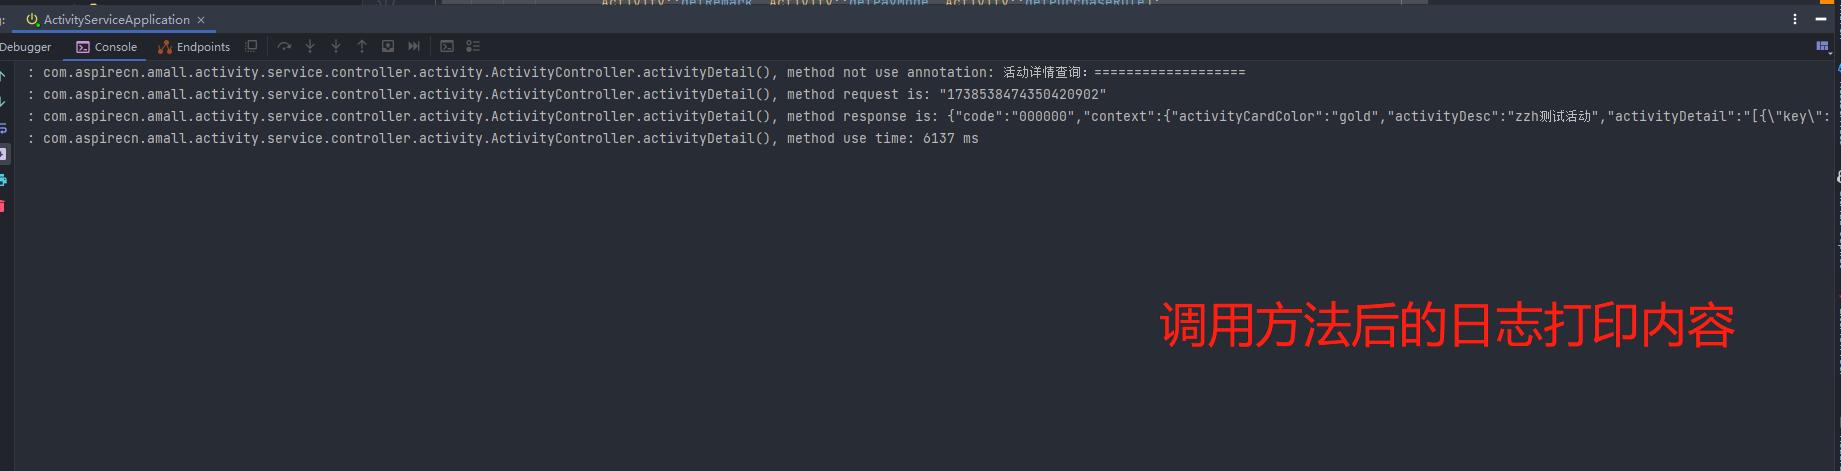 ActivityServiceApplication ×
Debugger Console Endpoints
: com.aspirecn.amall.activity.service.controller.activity.ActivityController.activityDetail(), method not use annotation: 活动详情查询：===================
: com.aspirecn.amall.activity.service.controller.activity.ActivityController.activityDetail(), method request is: "1738538474350420902"
: com.aspirecn.amall.activity.service.controller.activity.ActivityController.activityDetail(), method response is: {"code":"000000","context":{"activityCardColor":"gold","activityDesc":"zzh测试活动","activityDetail":"[{\"key\":
: com.aspirecn.amall.activity.service.controller.activity.ActivityController.activityDetail(), method use time: 6137 ms
调用方法后的日志打印内容